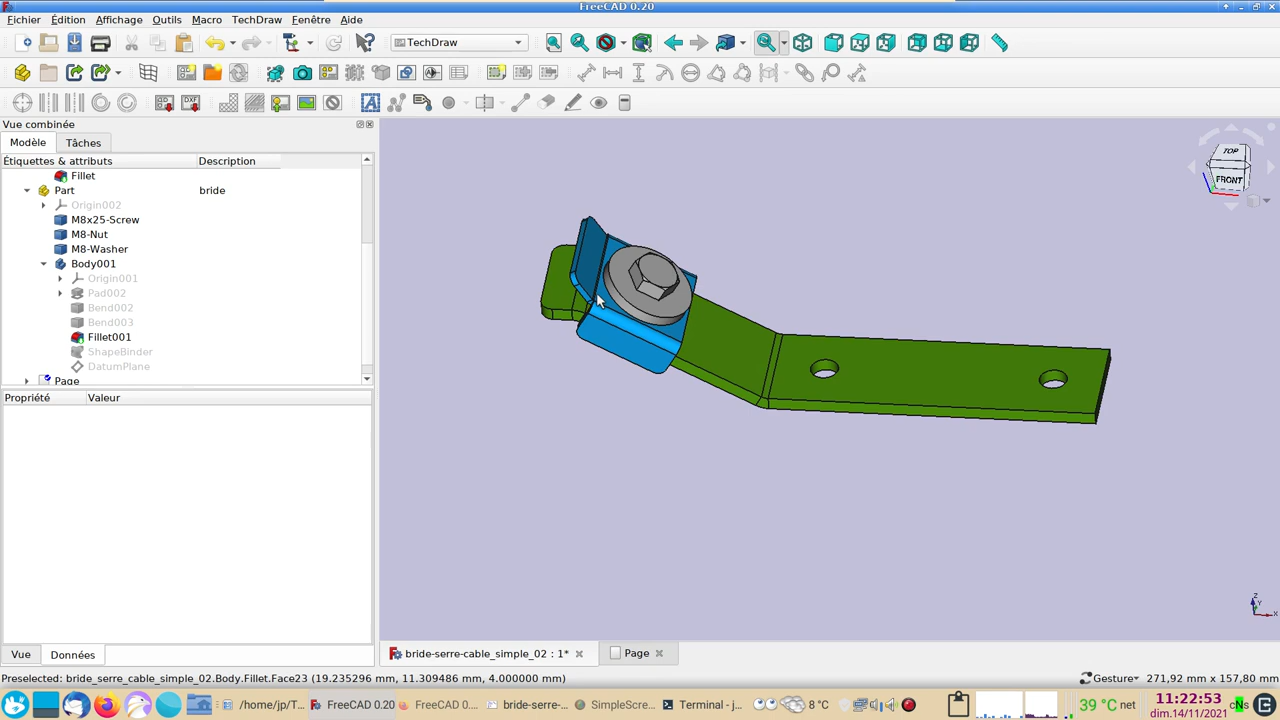 FreeCAD 0.20
Fichier Édition Affichage Outils Macro TechDraw Fenêtre Aide
TechDraw
Vue combinée
Modèle Tâches
Étiquettes & attributs Description
Fillet
Part bride
Origin002
M8x25-Screw
M8-Nut
M8-Washer
Body001
Origin001
Pad002
Bend002
Bend003
Fillet001
ShapeBinder
DatumPlane
Page
Propriété Valeur
TOP
FRONT
Z
Y
X
Vue Données
bride-serre-cable_simple_02 : 1* Page
Preselected: bride_serre_cable_simple_02.Body.Fillet.Face23 (19.235296 mm, 11.309486 mm, 4.000000 mm) Gesture 271,92 mm x 157,80 mm
/home/jp/T... FreeCAD 0.20 FreeCAD 0.... bride-serre-... SimpleScre... Terminal - j... 8°C 39 °C net 11:22:53
dim.14/11/2021